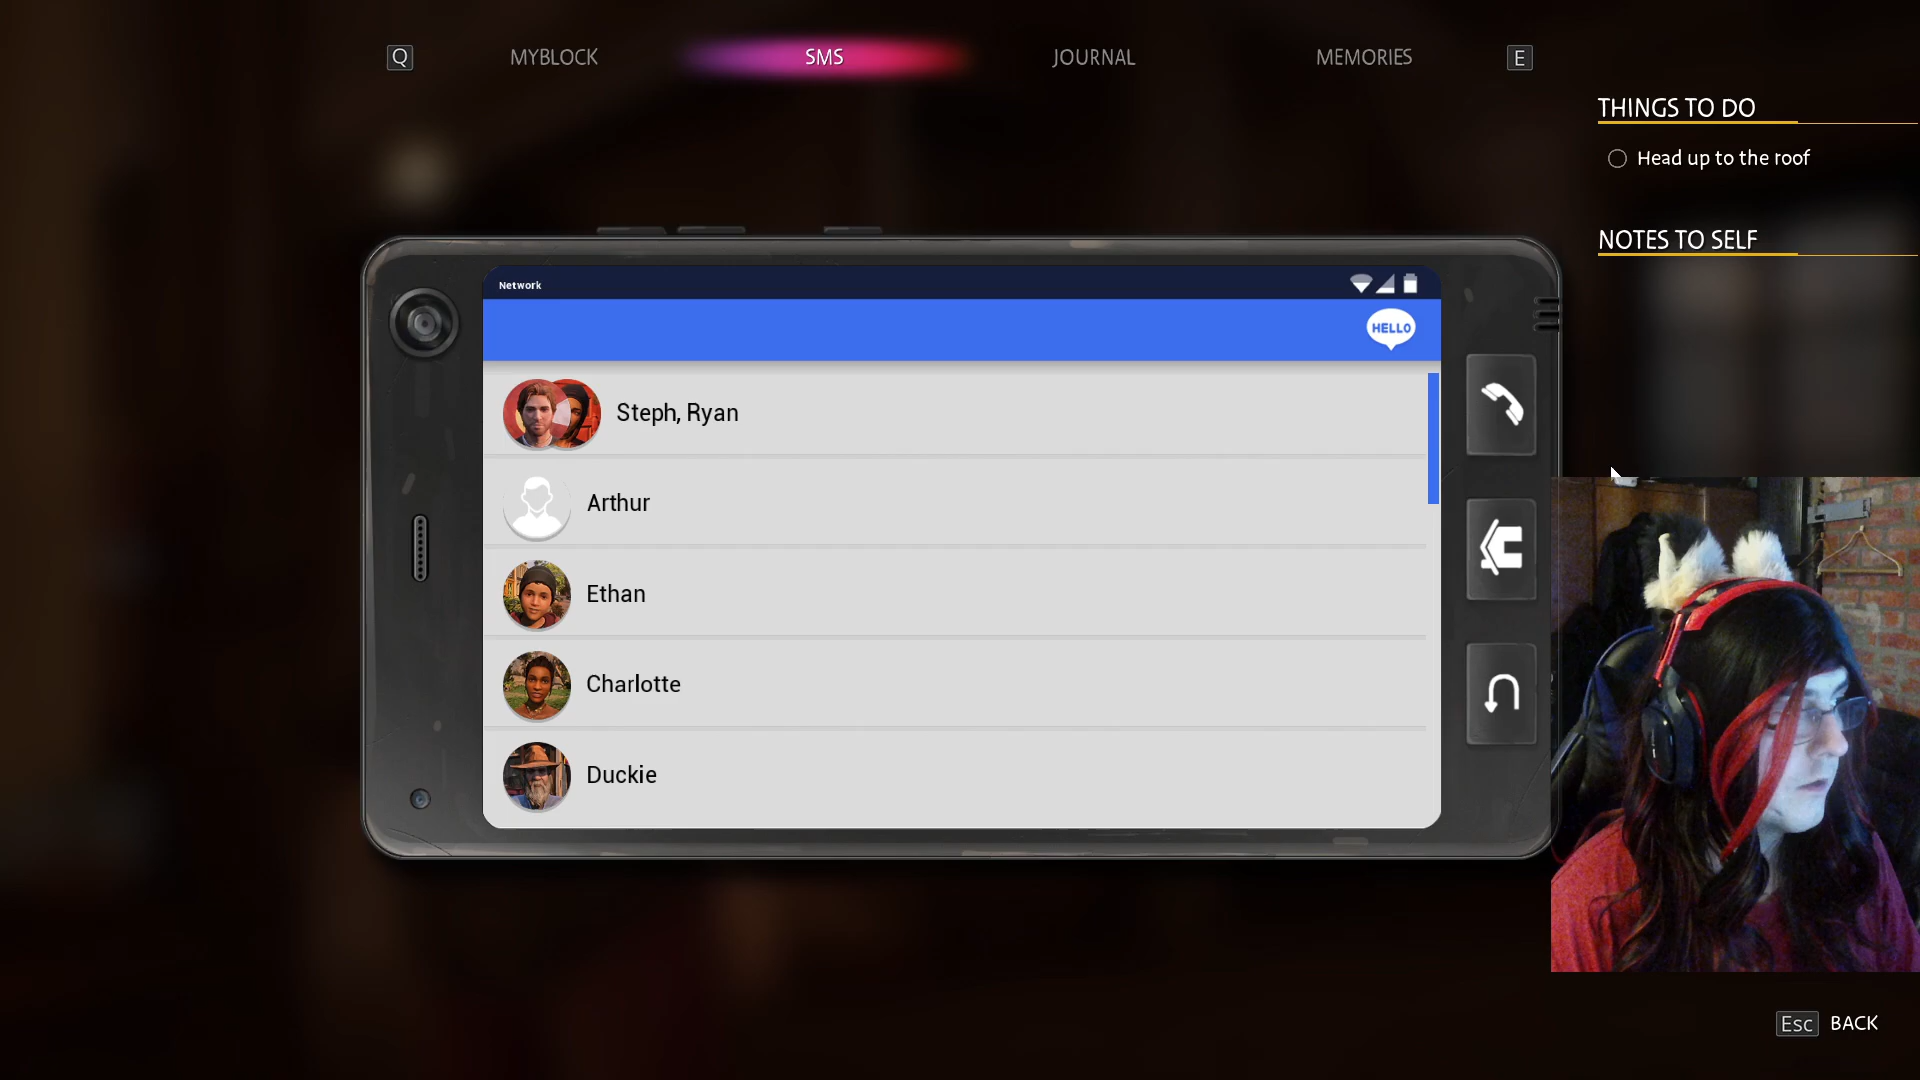 Q MYBLOCK SMS JOURNAL MEMORIES E
THINGS TO DO
Head up to the roof
NOTES TO SELF
Network
HELLO
Steph, Ryan
Arthur
Ethan
Charlotte
Duckie
Esc BACK